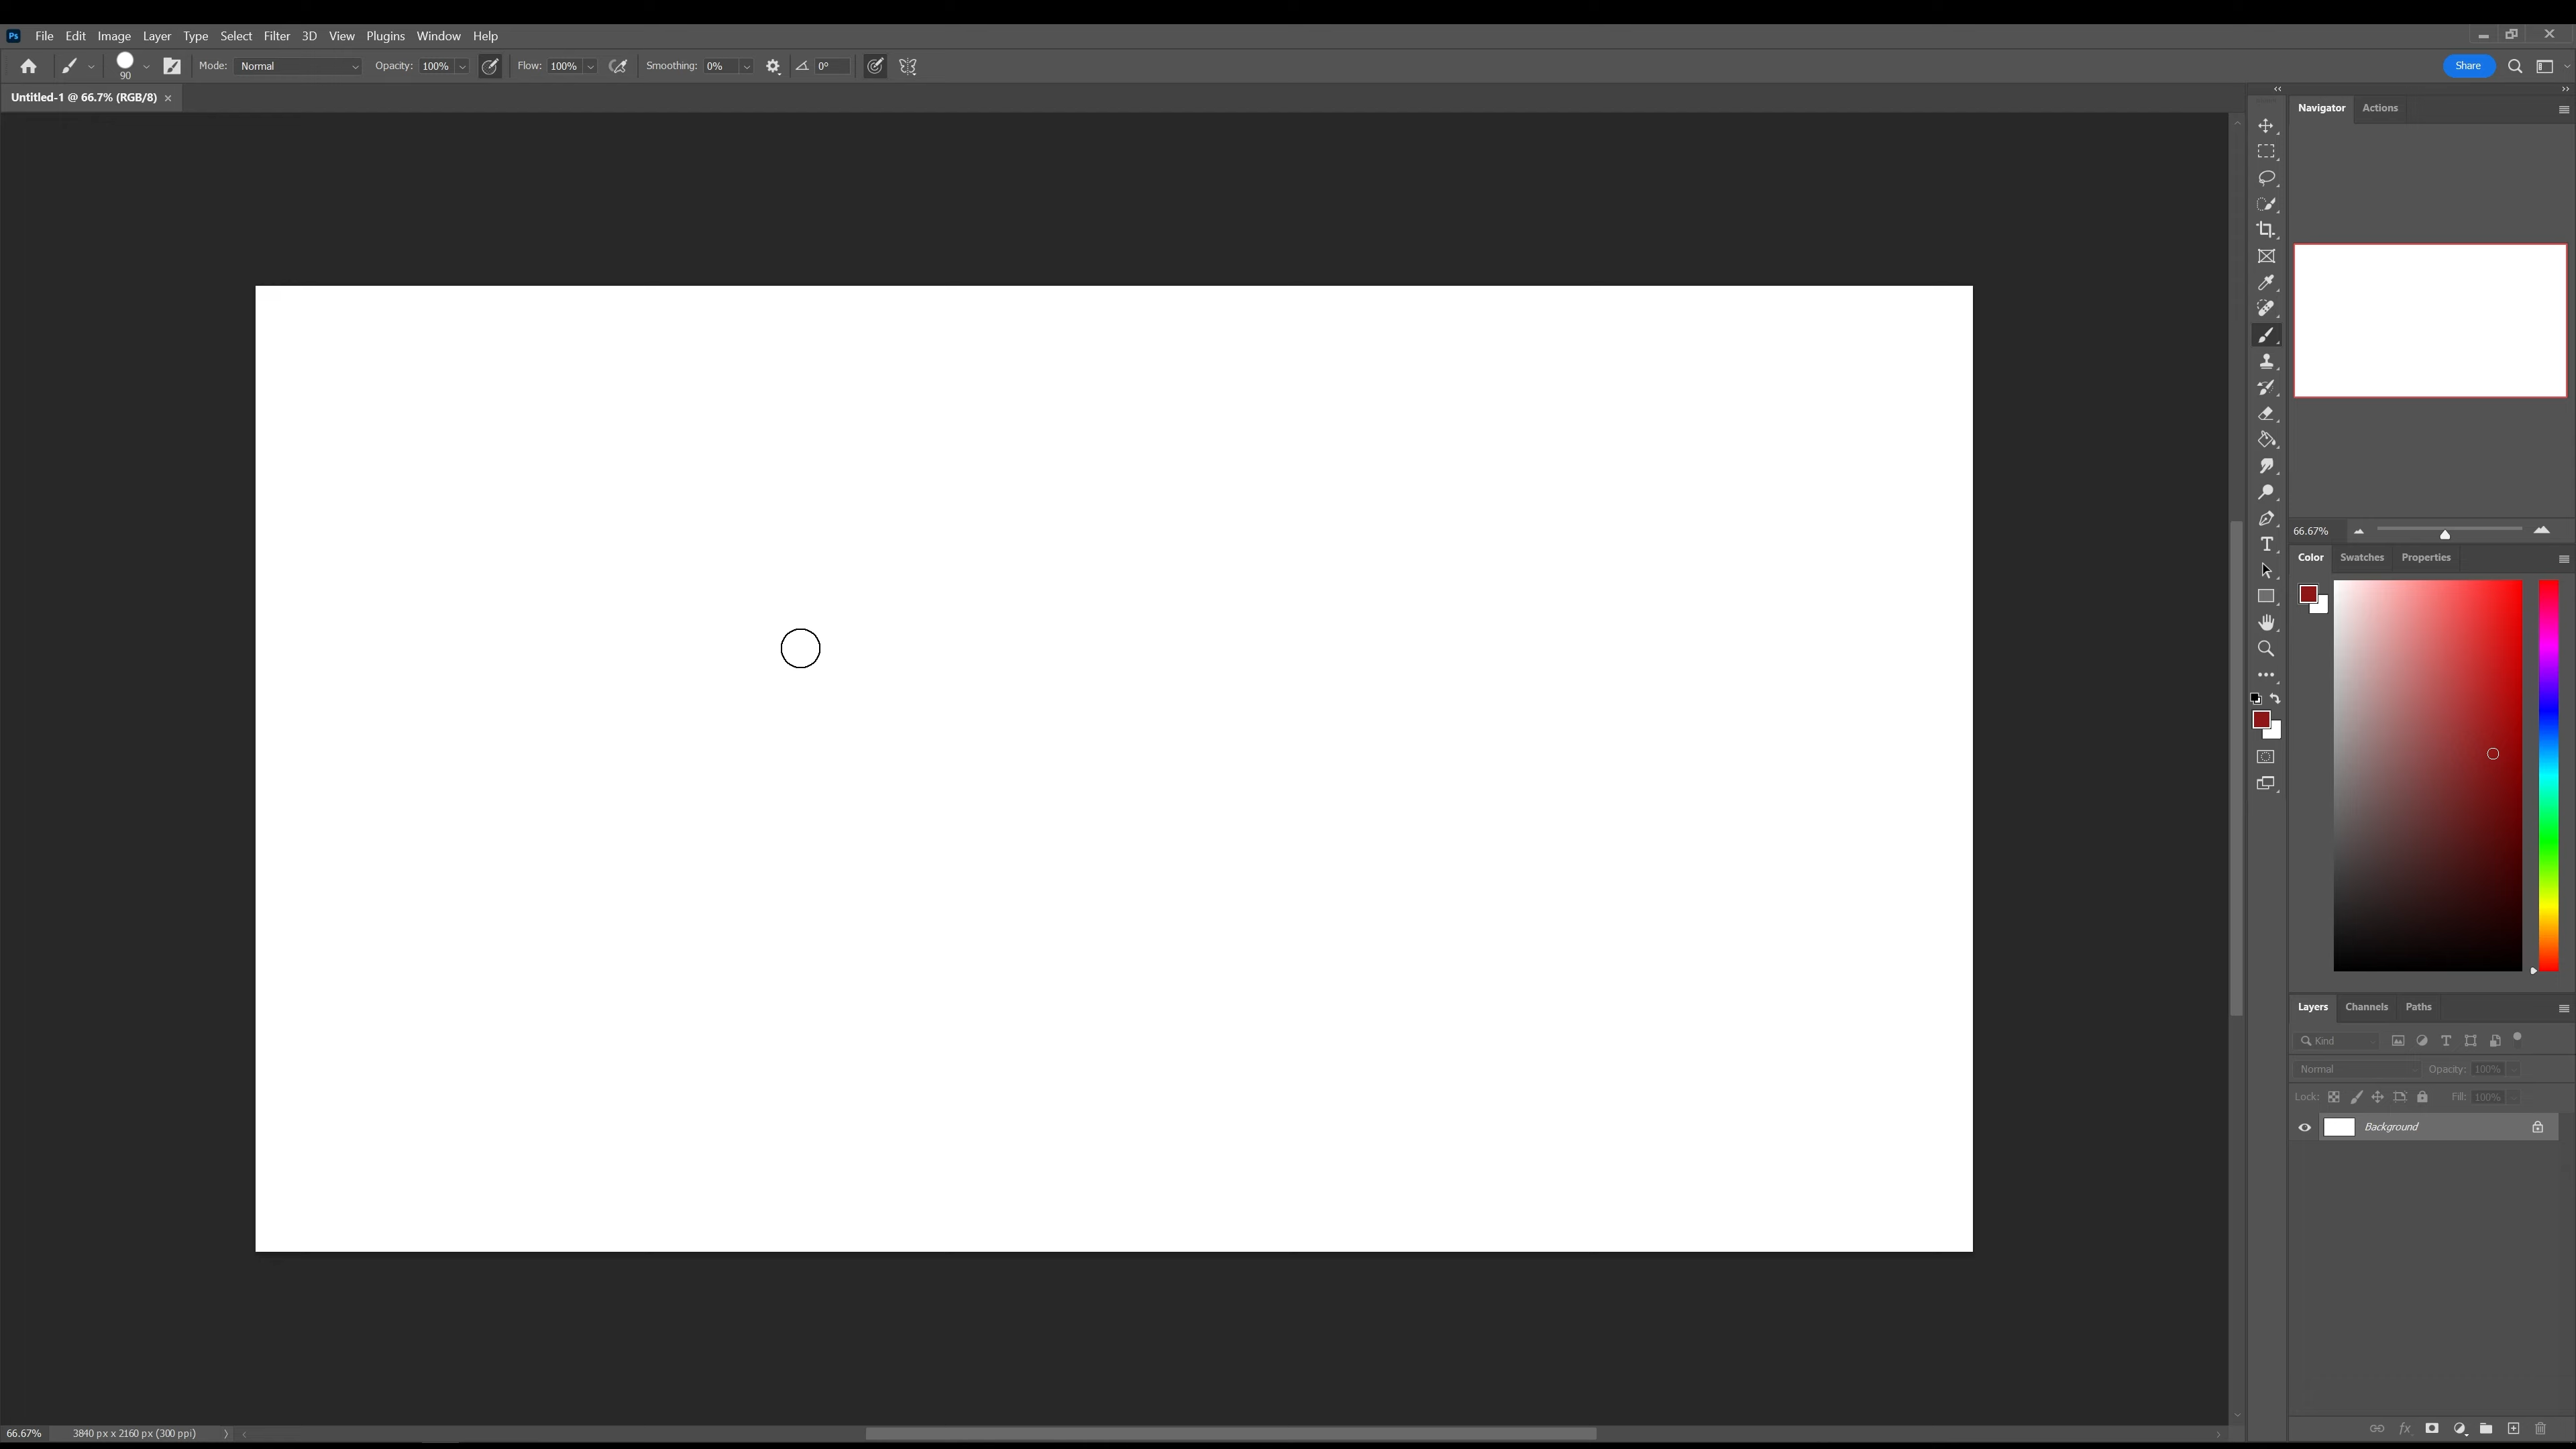 Ps File Edit Image Layer Type Select Filter 3D View Plugins Window Help
90 Mode: Normal Opacity: 100% Flow: 100% Smoothing: 0% 0° Share
Untitled-1 @ 66.7% (RGB/8)
Navigator Actions
66.67%
Color Swatches Properties
Layers Channels Paths
Kind
Normal Opacity: 100%
Lock: Fill: 100%
Background
fx
66.67% 3840 px x 2160 px (300 ppi)